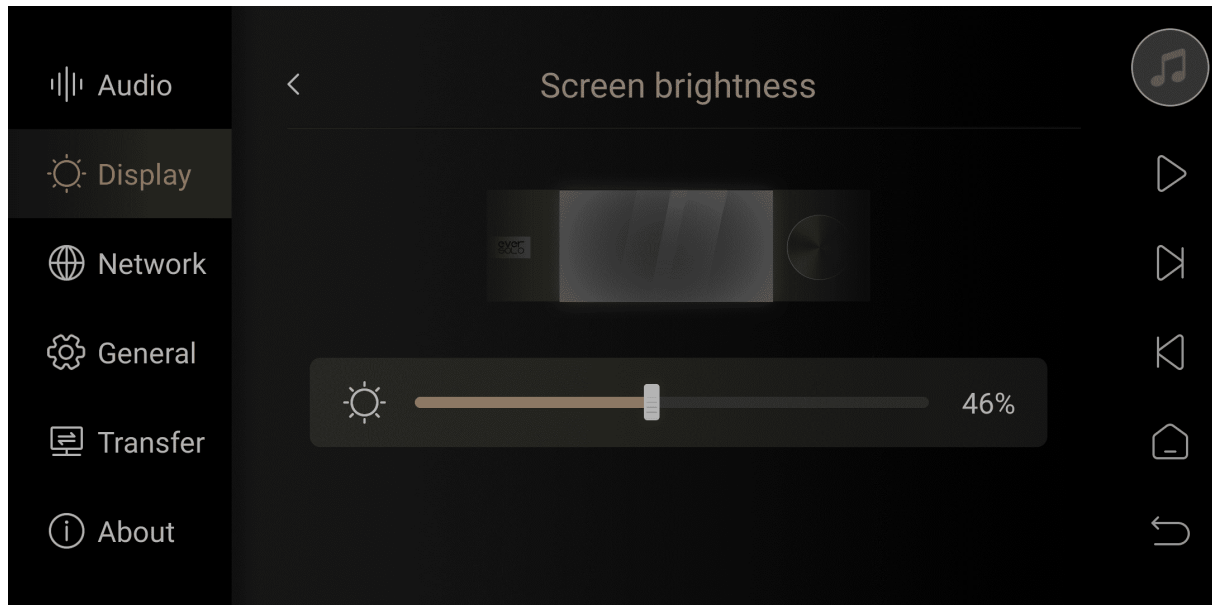 Audio
Screen brightness
Display
Network
General
46%
Transfer
About